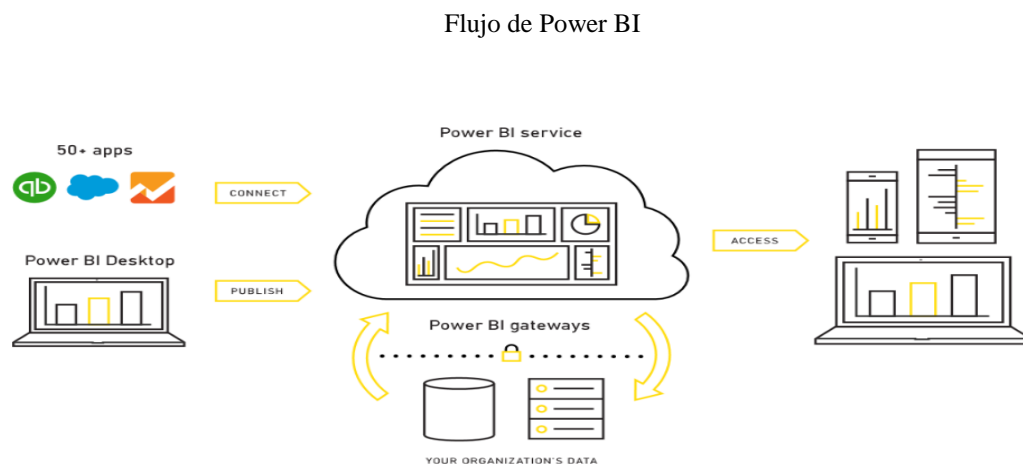 Flujo de Power BI
Power BI service
50+ apps
qb
CONNECT
ACCESS
Power BI Desktop
PUBLISH
Power BI gateways
YOUR ORGANIZATION'S DATA